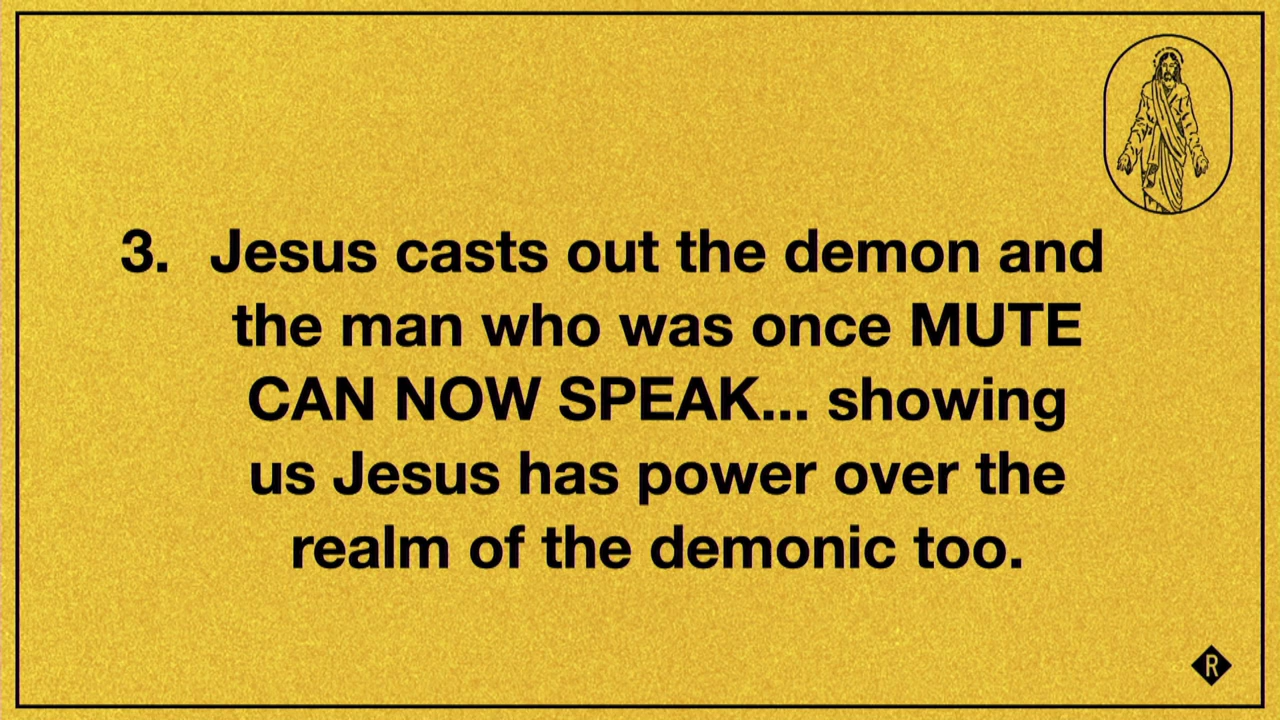 3. Jesus casts out the demon and
the man who was once MUTE
CAN NOW SPEAK... showing
us Jesus has power over the
realm of the demonic too.
R